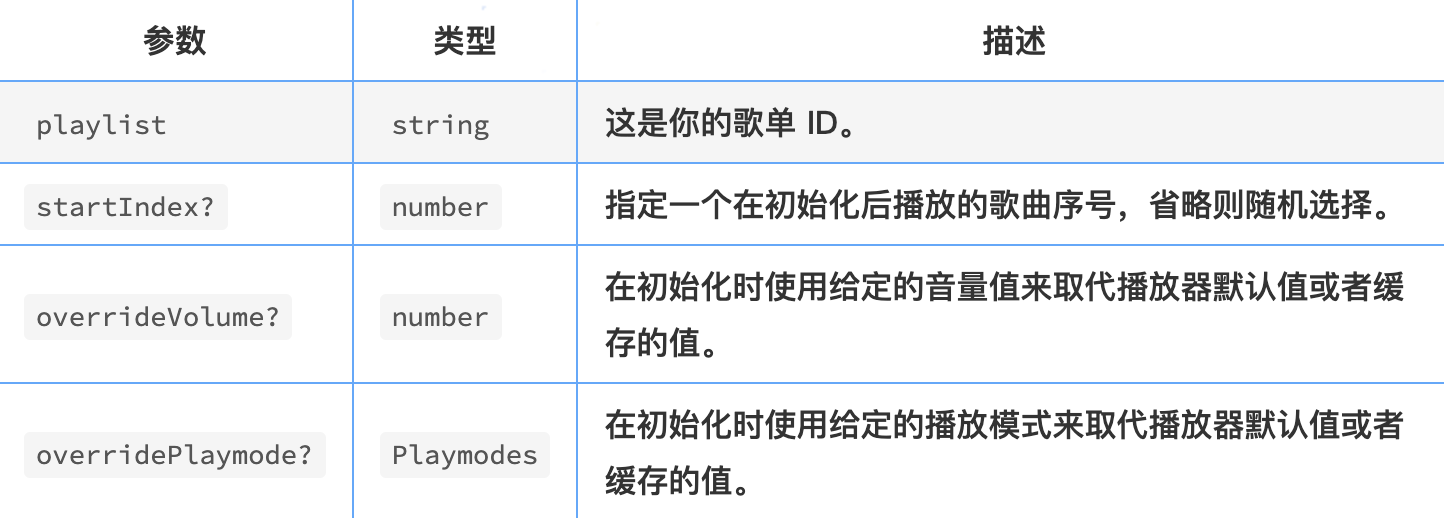 参数 类型 描述
playlist string 这是你的歌单 ID。
startIndex? number 指定一个在初始化后播放的歌曲序号，省略则随机选择。
overrideVolume? number 在初始化时使用给定的音量值来取代播放器默认值或者缓
存的值。
overridePlaymode? Playmodes 在初始化时使用给定的播放模式来取代播放器默认值或者
缓存的值。